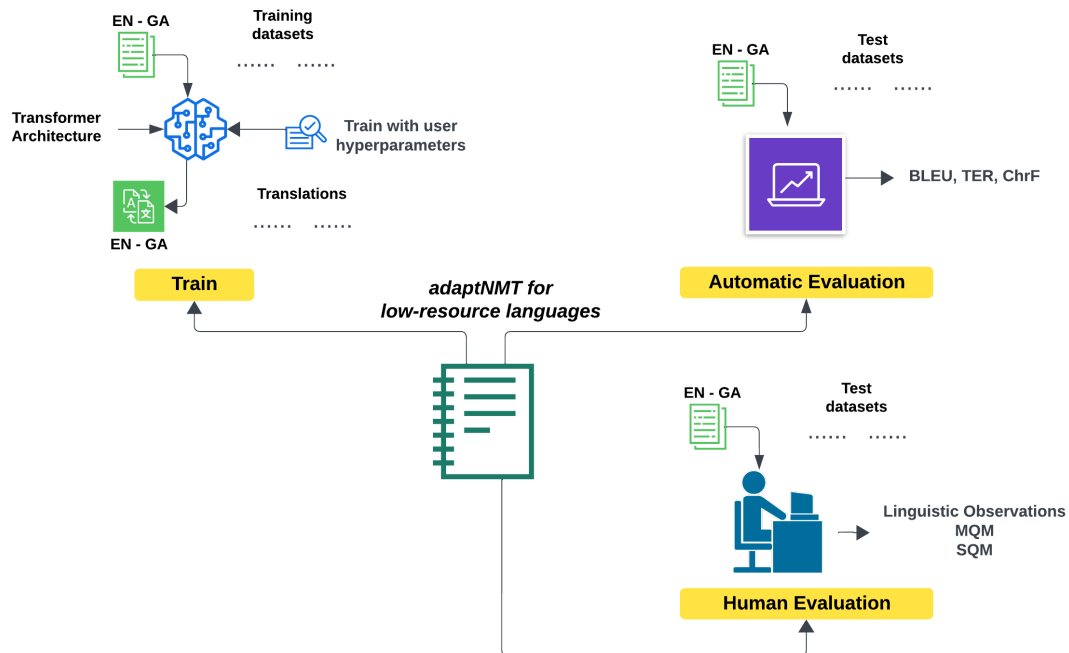 EN - GA
Training
datasets
...... ......
Transformer
Architecture
Train with user
hyperparameters
Translations
...... ......
EN - GA
Train
EN - GA
Test
datasets
...... ......
BLEU, TER, ChrF
Automatic Evaluation
adaptNMT for
low-resource languages
EN - GA
Test
datasets
...... ......
Linguistic Observations
MQM
SQM
Human Evaluation